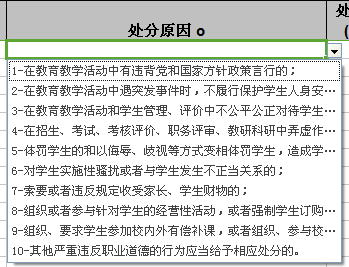 处分原因 o
处
(
1-在教育教学活动中有违背党和国家方针政策言行的；
2-在教育教学活动中遇突发事件时，不履行保护学生人身安…
3-在教育教学活动和学生管理、评价中不公平公正对待学生…
4-在招生、考试、考核评价、职务评审、教研科研中弄虚作…
5-体罚学生的和以侮辱、歧视等方式变相体罚学生，造成学…
6-对学生实施性骚扰或者与学生发生不正当关系的；
7-索要或者违反规定收受家长、学生财物的；
8-组织或者参与针对学生的经营性活动，或者强制学生订购…
9-组织、要求学生参加校内外有偿补课，或者组织、参与校…
10-其他严重违反职业道德的行为应当给予相应处分的。